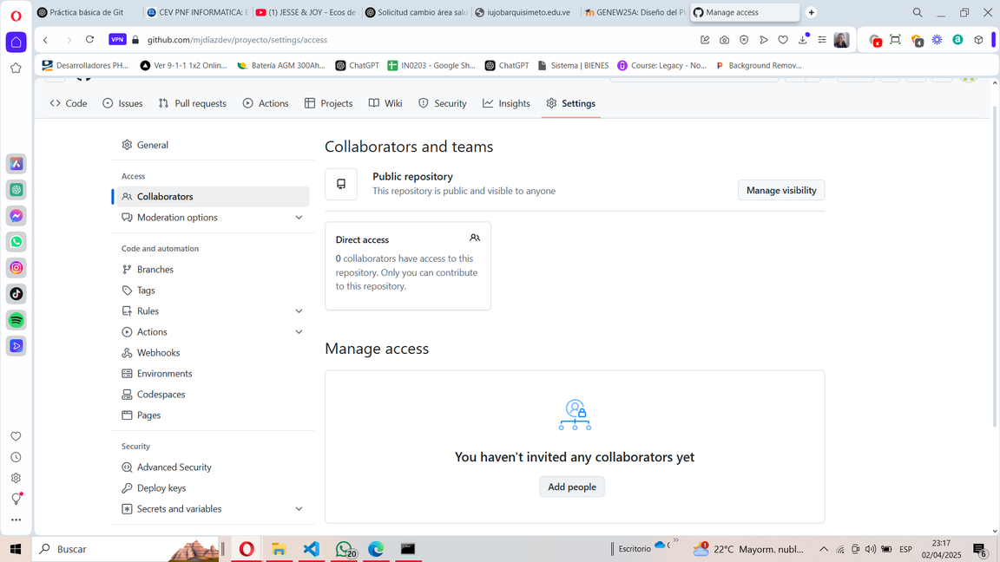 Práctica básica de Git
CEV PNF INFORMATICA: E
(1) JESSE & JOY - Ecos de
Solicitud cambio área salu
iujobarquisimeto.edu.ve
GENEW25A: Diseño del Pl
Manage access
VPN
github.com/mjdiazdev/proyecto/settings/access
Desarrolladores PH...
Ver 9-1-1 1x2 Onlin...
Batería AGM 300Ah...
ChatGPT
IN0203 - Google Sh...
ChatGPT
Sistema | BIENES
Course: Legacy - No...
Background Remov...
Code
Issues
Pull requests
Actions
Projects
Wiki
Security
Insights
Settings
General
Access
Collaborators
Moderation options
Code and automation
Branches
Tags
Rules
Actions
Webhooks
Environments
Codespaces
Pages
Security
Advanced Security
Deploy keys
Secrets and variables
Collaborators and teams
Public repository
This repository is public and visible to anyone
Manage visibility
Direct access
0 collaborators have access to this
repository. Only you can contribute
to this repository.
Manage access
You haven't invited any collaborators yet
Add people
Buscar
20
Escritorio
22°C Mayorm. nubl...
ESP
23:17
02/04/2025
6